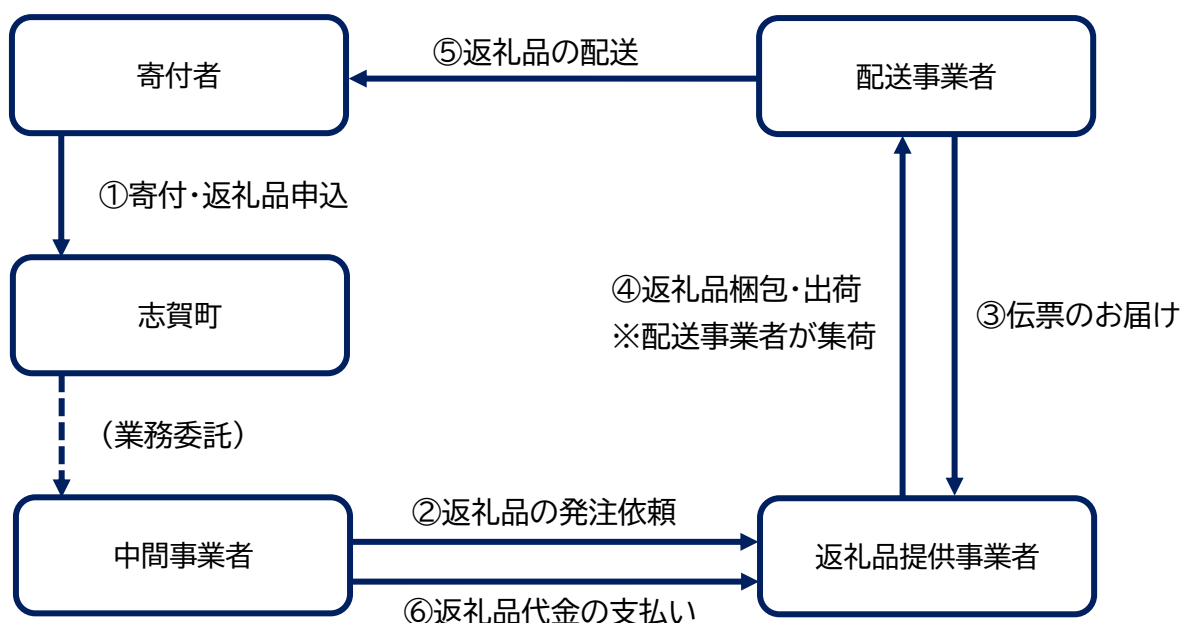 寄付者
⑤返礼品の配送
配送事業者
①寄付・返礼品申込
志賀町
④返礼品梱包・出荷
※配送事業者が集荷
③伝票のお届け
（業務委託）
中間事業者
②返礼品の発注依頼
返礼品提供事業者
⑥返礼品代金の支払い